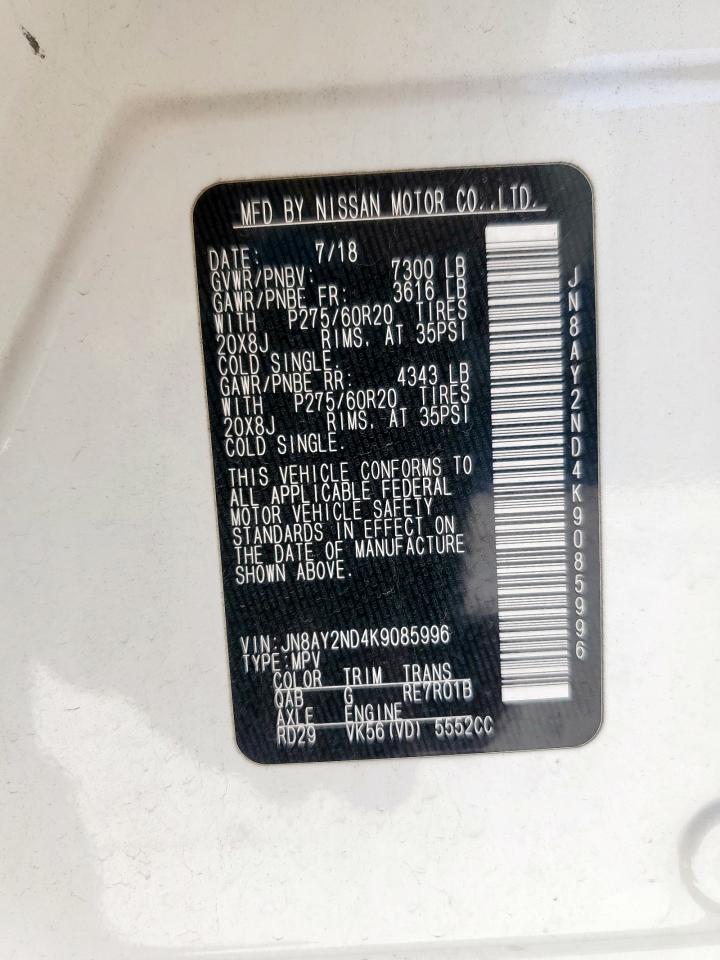 MFD BY NISSAN MOTOR CO.,LTD.
DATE: 7/18
GVWR/PNBV: 7300 LB
GAWR/PNBE FR: 3616 LB
WITH P275/60R20 TIRES
20X8J RIMS, AT 35PSI
COLD SINGLE.
GAWR/PNBE RR: 4343 LB
WITH P275/60R20 TIRES
20X8J RIMS, AT 35PSI
COLD SINGLE.
THIS VEHICLE CONFORMS TO
ALL APPLICABLE FEDERAL
MOTOR VEHICLE SAFETY
STANDARDS IN EFFECT ON
THE DATE OF MANUFACTURE
SHOWN ABOVE.
VIN:JN8AY2ND4K9085996
TYPE:MPV
COLOR TRIM TRANS
QAB G RE7R01B
AXLE ENGINE
RD29 VK56(VD) 5552CC
JN8AY2ND4K9085996